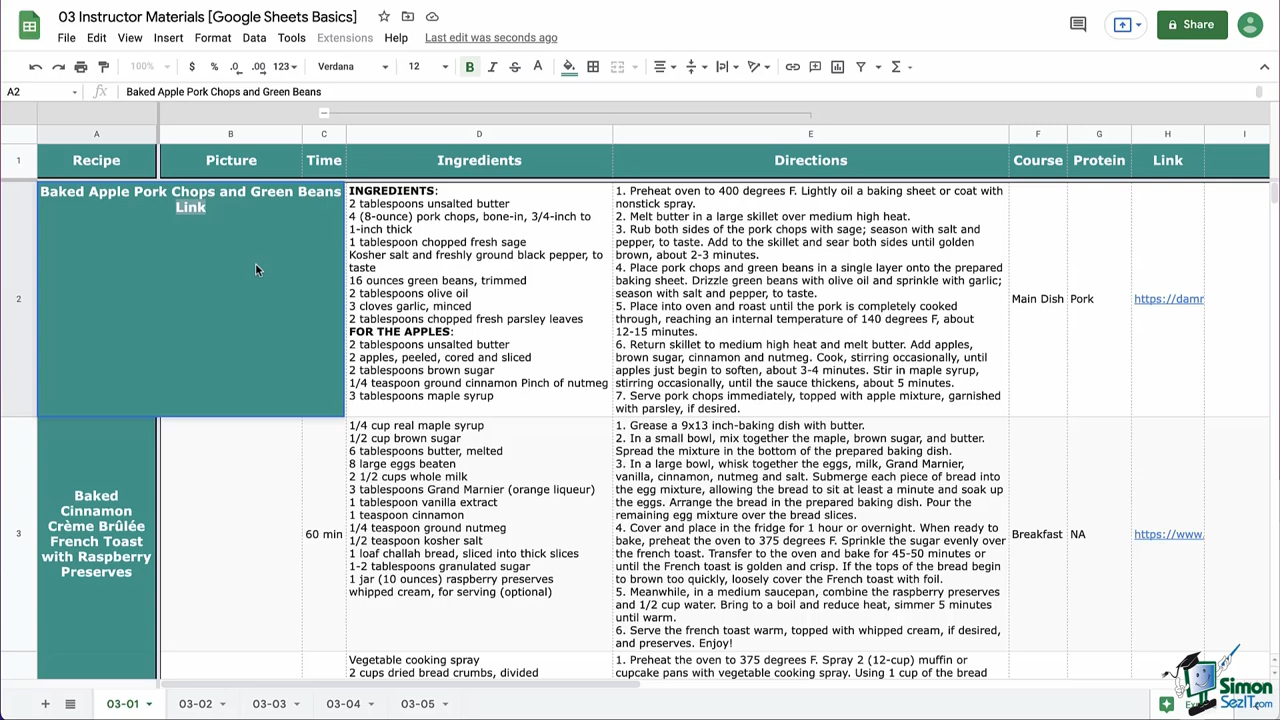 03 Instructor Materials [Google Sheets Basics]
File Edit View Insert Format Data Tools Extensions Help Last edit was seconds ago
Share
100% $ % .0 .00 123 Verdana 12 B I S A Σ
A2 fx Baked Apple Pork Chops and Green Beans
A B C D E F G H I
1 Recipe Picture Time Ingredients Directions Course Protein Link
2
Baked Apple Pork Chops and Green Beans
Link
INGREDIENTS:
2 tablespoons unsalted butter
4 (8-ounce) pork chops, bone-in, 3/4-inch to
1-inch thick
1 tablespoon chopped fresh sage
Kosher salt and freshly ground black pepper, to
taste
16 ounces green beans, trimmed
2 tablespoons olive oil
3 cloves garlic, minced
2 tablespoons chopped fresh parsley leaves
FOR THE APPLES:
2 tablespoons unsalted butter
2 apples, peeled, cored and sliced
2 tablespoons brown sugar
1/4 teaspoon ground cinnamon Pinch of nutmeg
3 tablespoons maple syrup
1. Preheat oven to 400 degrees F. Lightly oil a baking sheet or coat with
nonstick spray.
2. Melt butter in a large skillet over medium high heat.
3. Rub both sides of the pork chops with sage; season with salt and
pepper, to taste. Add to the skillet and sear both sides until golden
brown, about 2-3 minutes.
4. Place pork chops and green beans in a single layer onto the prepared
baking sheet. Drizzle green beans with olive oil and sprinkle with garlic;
season with salt and pepper, to taste.
5. Place into oven and roast until the pork is completely cooked
through, reaching an internal temperature of 140 degrees F, about
12-15 minutes.
6. Return skillet to medium high heat and melt butter. Add apples,
brown sugar, cinnamon and nutmeg. Cook, stirring occasionally, until
apples just begin to soften, about 3-4 minutes. Stir in maple syrup,
stirring occasionally, until the sauce thickens, about 5 minutes.
7. Serve pork chops immediately, topped with apple mixture, garnished
with parsley, if desired.
Main Dish Pork https://damr
3
Baked
Cinnamon
Crème Brûlée
French Toast
with Raspberry
Preserves
60 min
1/4 cup real maple syrup
1/2 cup brown sugar
6 tablespoons butter, melted
8 large eggs beaten
2 1/2 cups whole milk
3 tablespoons Grand Marnier (orange liqueur)
1 tablespoon vanilla extract
1 teaspoon cinnamon
1/4 teaspoon ground nutmeg
1/2 teaspoon kosher salt
1 loaf challah bread, sliced into thick slices
1-2 tablespoons granulated sugar
1 jar (10 ounces) raspberry preserves
whipped cream, for serving (optional)
1. Grease a 9x13 inch-baking dish with butter.
2. In a small bowl, mix together the maple, brown sugar, and butter.
Spread the mixture in the bottom of the prepared baking dish.
3. In a large bowl, whisk together the eggs, milk, Grand Marnier,
vanilla, cinnamon, nutmeg and salt. Submerge each piece of bread into
the egg mixture, allowing the bread to sit at least a minute and soak up
the eggs. Arrange the bread in the prepared baking dish. Pour the
remaining egg mixture over the bread slices.
4. Cover and place in the fridge for 1 hour or overnight. When ready to
bake, preheat the oven to 375 degrees F. Sprinkle the sugar evenly over
the french toast. Transfer to the oven and bake for 45-50 minutes or
until the French toast is golden and crisp. If the tops of the bread begin
to brown too quickly, loosely cover the French toast with foil.
5. Meanwhile, in a medium saucepan, combine the raspberry preserves
and 1/2 cup water. Bring to a boil and reduce heat, simmer 5 minutes
until warm.
6. Serve the french toast warm, topped with whipped cream, if desired,
and preserves. Enjoy!
Breakfast NA https://www.
Vegetable cooking spray
2 cups dried bread crumbs, divided
1. Preheat the oven to 375 degrees F. Spray 2 (12-cup) muffin or
cupcake pans with vegetable cooking spray. Using 1 cup of the bread
03-01 03-02 03-03 03-04 03-05
Simon
SezIT.com